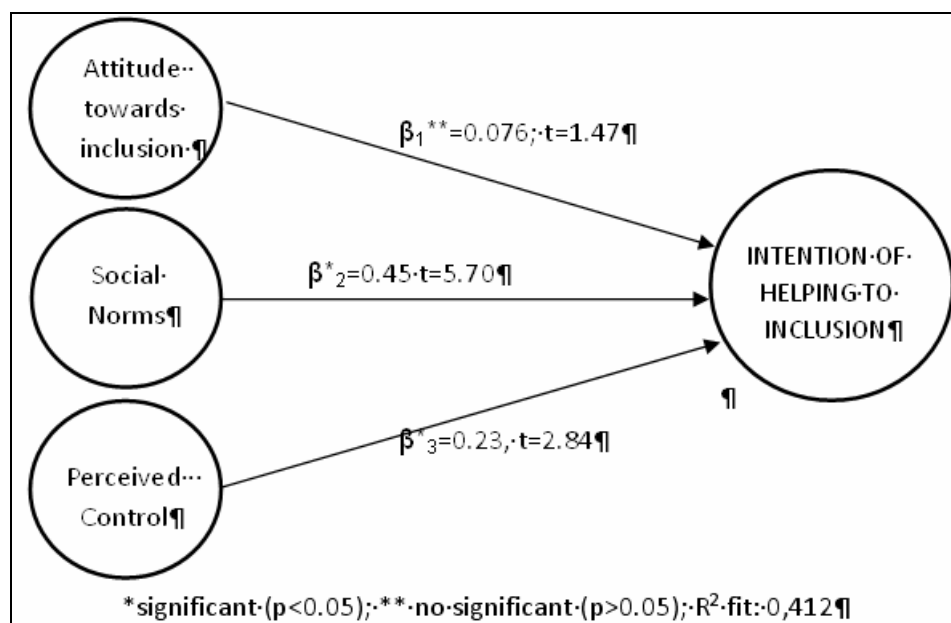 Attitude··
towards·
inclusion·¶
β₁**=0.076;·t=1.47¶
Social·
Norms¶
β*₂=0.45·t=5.70¶
INTENTION·OF·
HELPING·TO·
INCLUSION¶
¶
Perceived···
Control¶
β*₃=0.23,·t=2.84¶
*significant·(p<0.05);·**·no·significant·(p>0.05);·R²·fit:·0,412¶